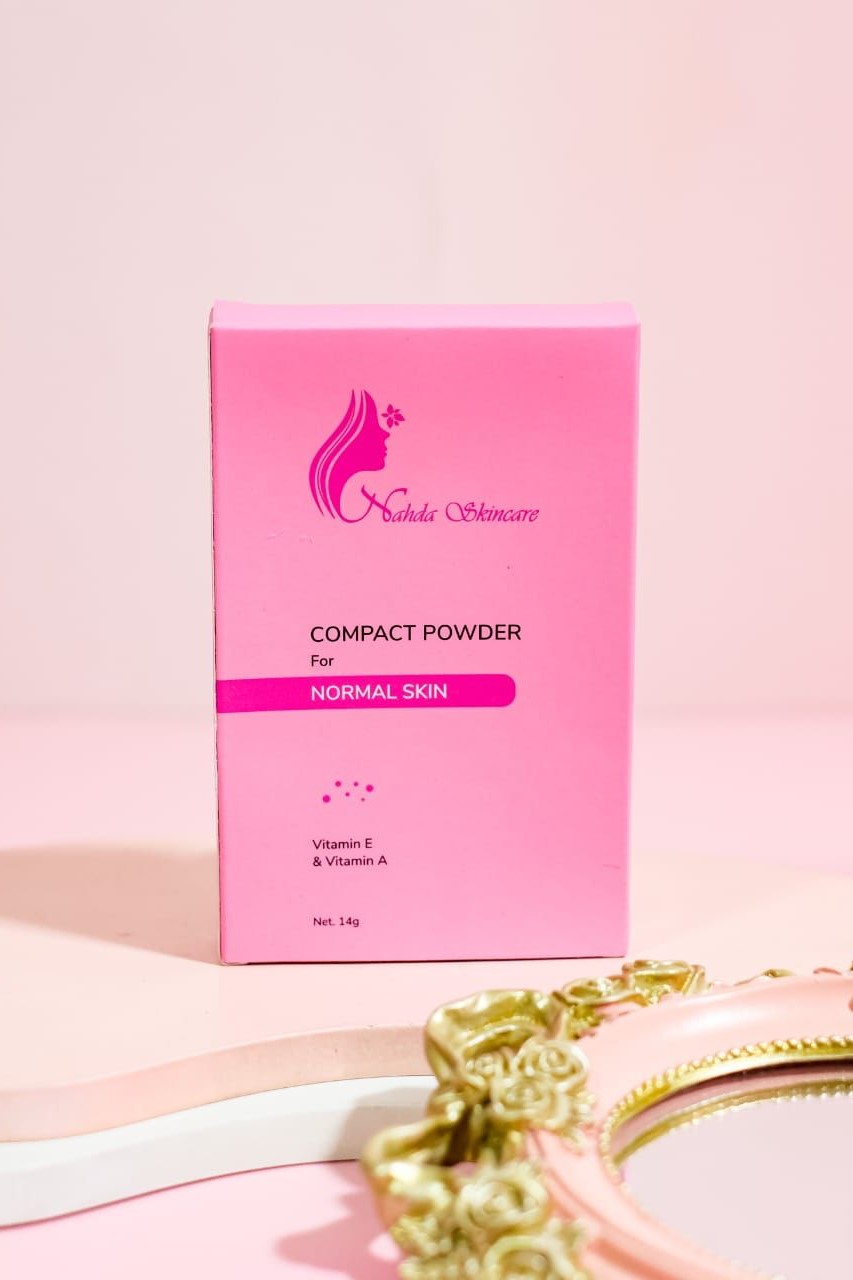 Nahda Skincare
COMPACT POWDER
For
NORMAL SKIN
Vitamin E
& Vitamin A
Net. 14g